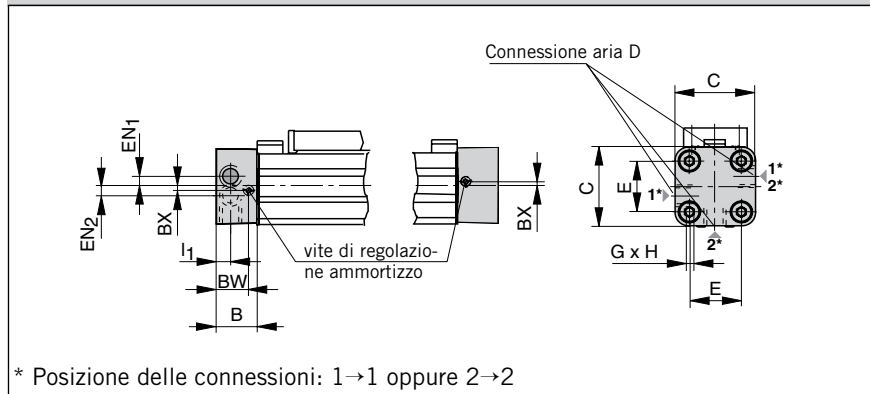 Connessione aria D
C
EN1
EN2
BX
I1
BW
B
vite di regolazio-
ne ammortizzo
BX
C
E
1*
1*
2*
2*
G x H
E
* Posizione delle connessioni: 1→1 oppure 2→2